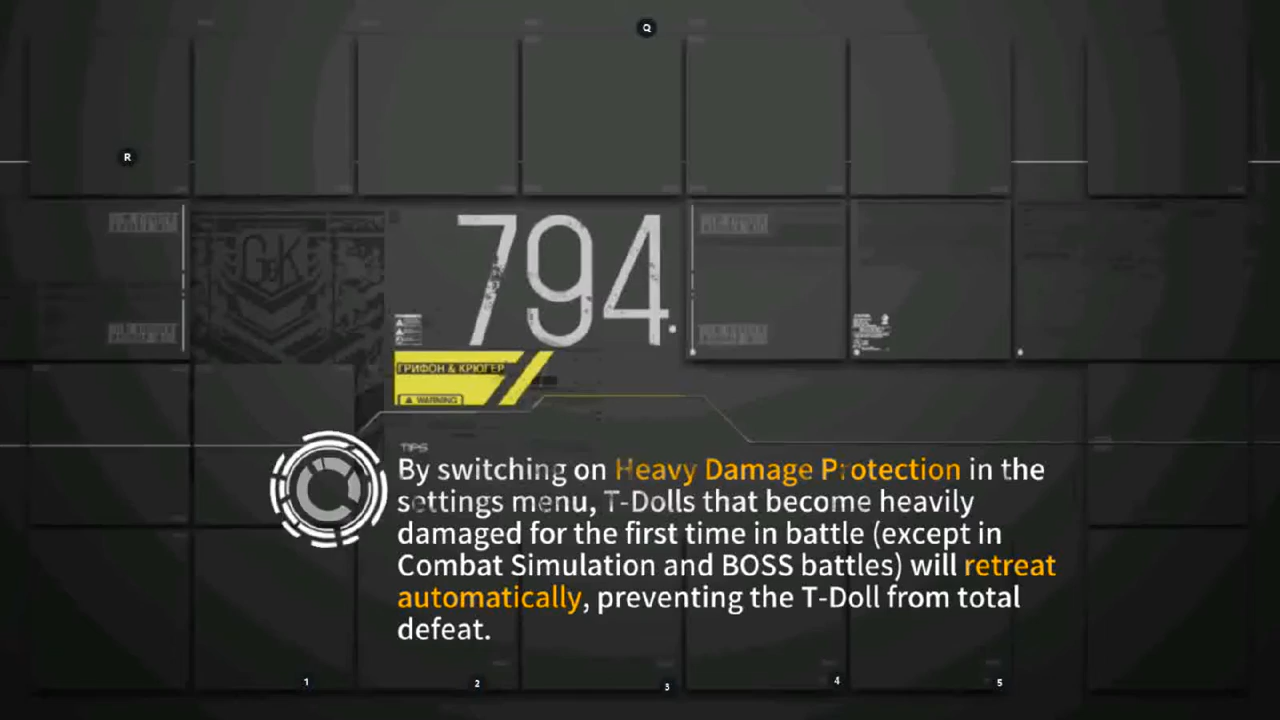 Q
R
G&K
794.
ГРИФОН & КРЮГЕР
WARNING
TIPS
By switching on Heavy Damage Protection in the
settings menu, T-Dolls that become heavily
damaged for the first time in battle (except in
Combat Simulation and BOSS battles) will retreat
automatically, preventing the T-Doll from total
defeat.
1
2
3
4
5